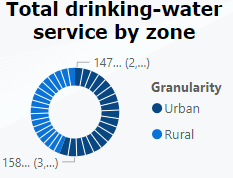 Total drinking-water
service by zone
147... (2,...)
Granularity
Urban
Rural
158... (3,...)